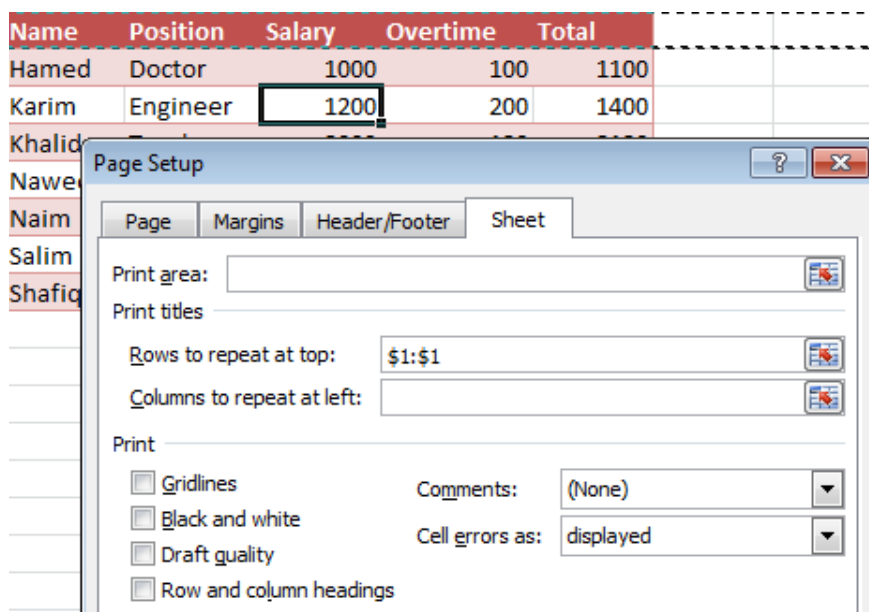 Name Position Salary Overtime Total
Hamed Doctor 1000 100 1100
Karim Engineer 1200 200 1400
Khalid
Page Setup
Naim
Salim
Shafiq
Page Margins Header/Footer Sheet
Print area:
Print titles
Rows to repeat at top: $1:$1
Columns to repeat at left:
Print
Gridlines
Comments: (None)
Black and white
Cell errors as: displayed
Draft quality
Row and column headings